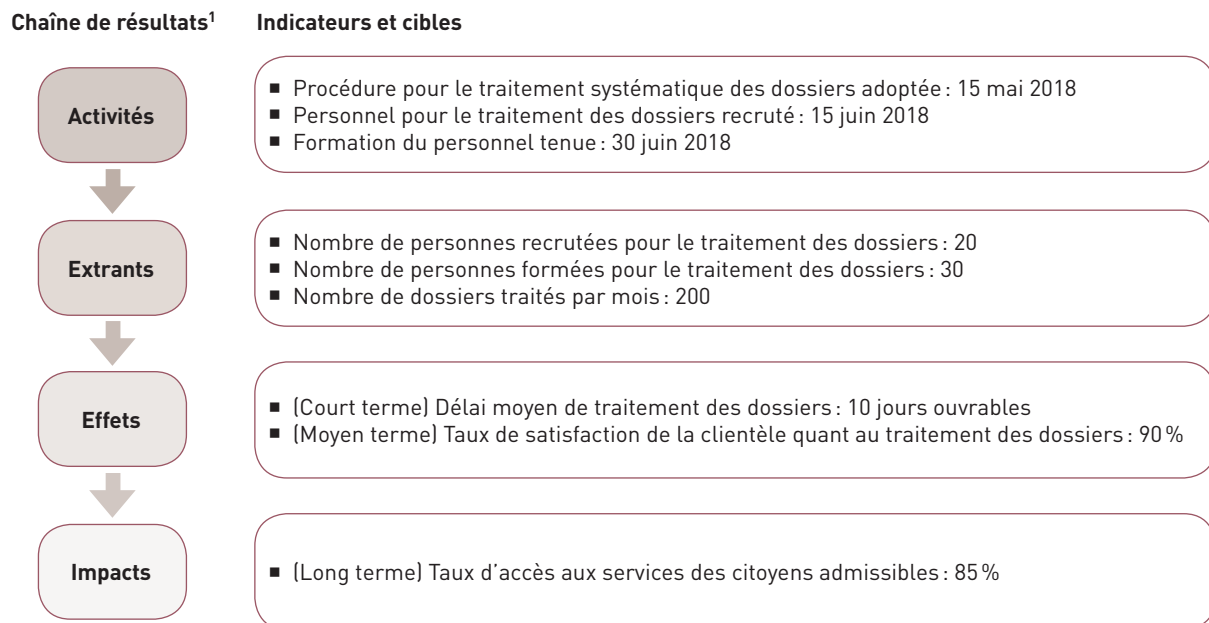 Chaîne de résultats¹ Indicateurs et cibles
Activités
■ Procédure pour le traitement systématique des dossiers adoptée : 15 mai 2018
■ Personnel pour le traitement des dossiers recruté : 15 juin 2018
■ Formation du personnel tenue : 30 juin 2018
Extrants
■ Nombre de personnes recrutées pour le traitement des dossiers : 20
■ Nombre de personnes formées pour le traitement des dossiers : 30
■ Nombre de dossiers traités par mois : 200
Effets
■ (Court terme) Délai moyen de traitement des dossiers : 10 jours ouvrables
■ (Moyen terme) Taux de satisfaction de la clientèle quant au traitement des dossiers : 90 %
Impacts
■ (Long terme) Taux d’accès aux services des citoyens admissibles : 85 %